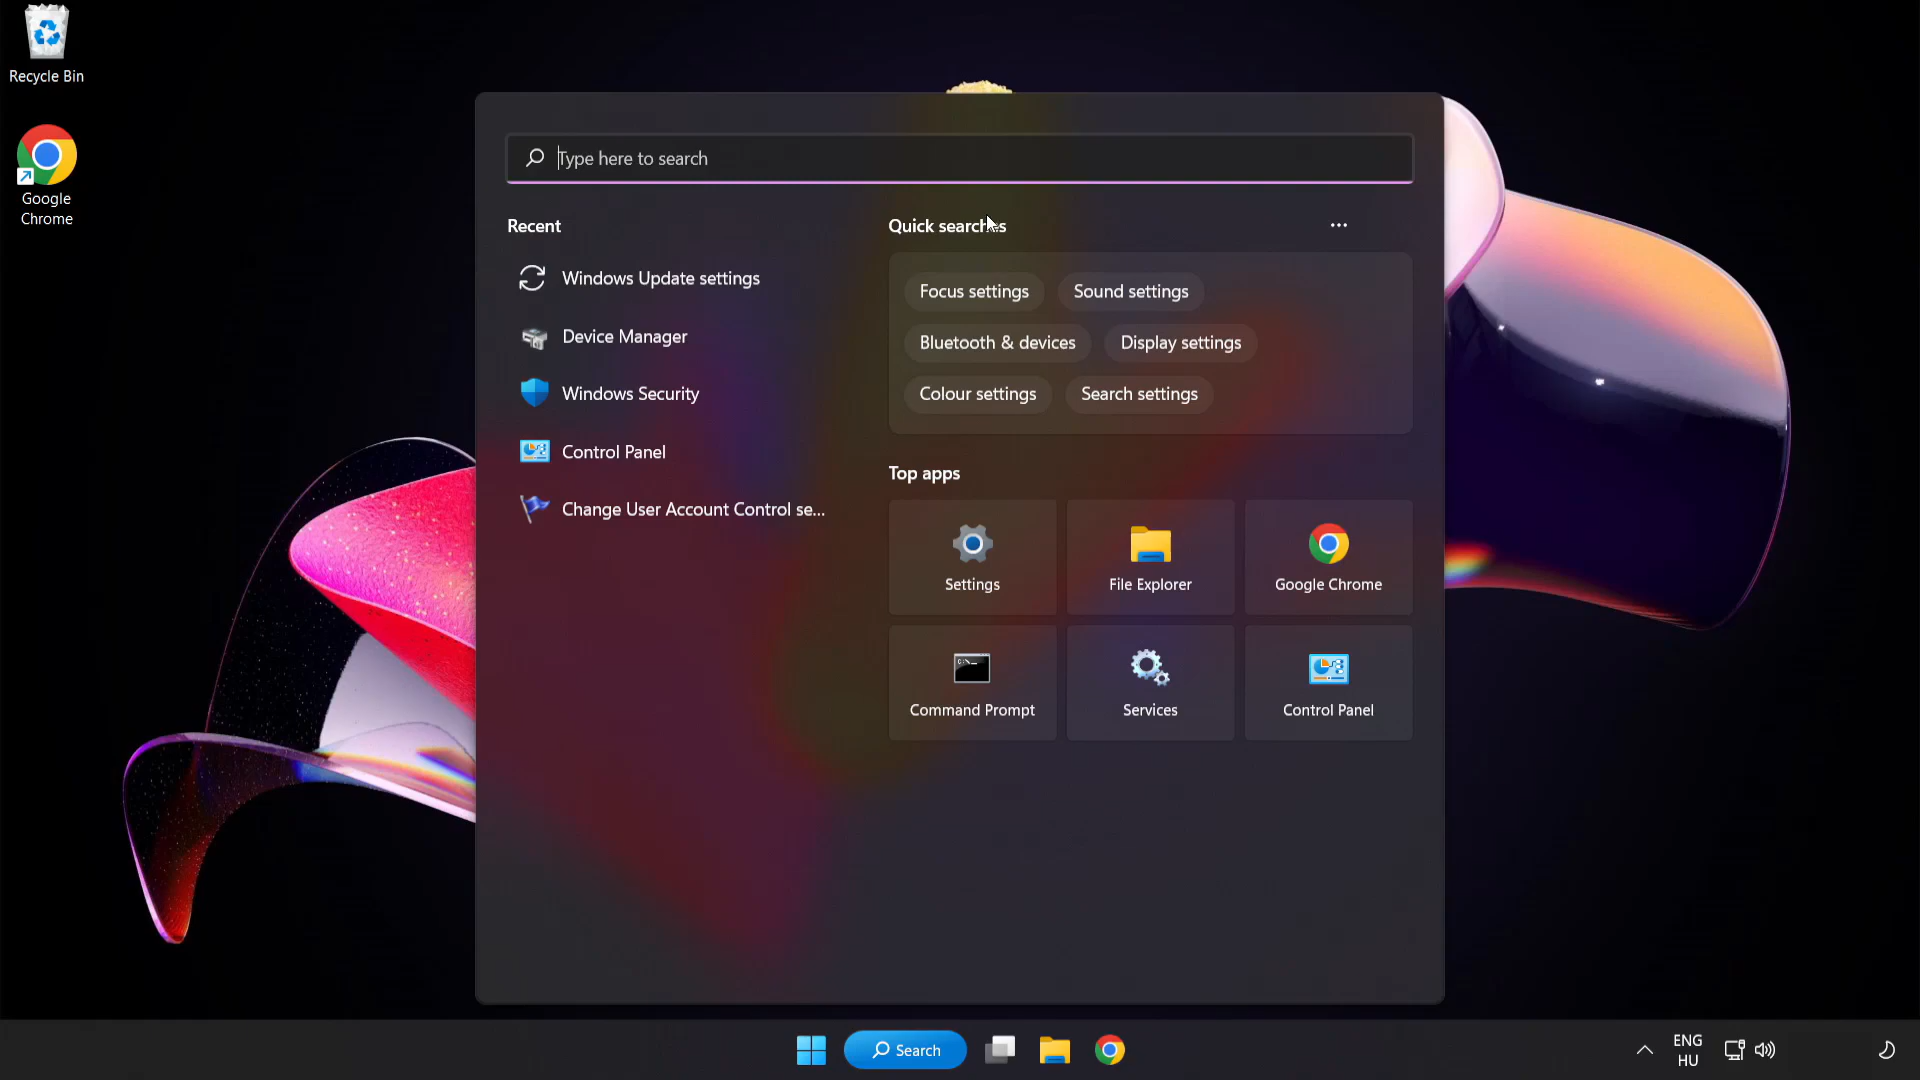 Recycle Bin
Google
Chrome
Type here to search
Recent
Windows Update settings
Device Manager
Windows Security
Control Panel
Change User Account Control se...
Quick searches
Focus settings
Sound settings
Bluetooth & devices
Display settings
Colour settings
Search settings
Top apps
Settings
File Explorer
Google Chrome
Command Prompt
Services
Control Panel
Search
ENG
HU